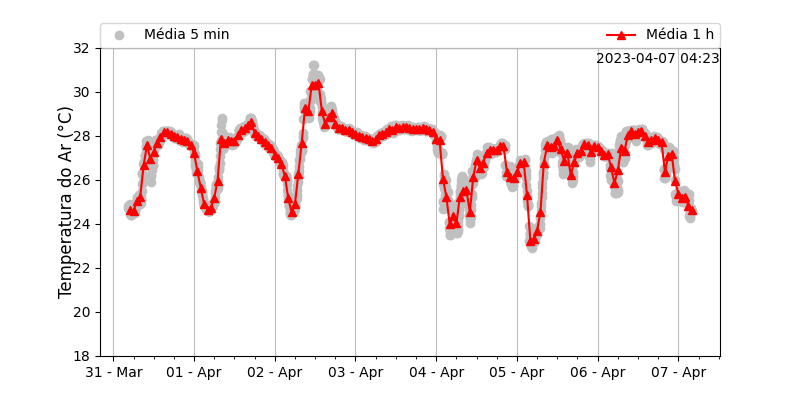 Média 5 min
Média 1 h
2023-04-07 04:23
Temperatura do Ar (°C)
32
30
28
26
24
22
20
18
31 - Mar
01 - Apr
02 - Apr
03 - Apr
04 - Apr
05 - Apr
06 - Apr
07 - Apr